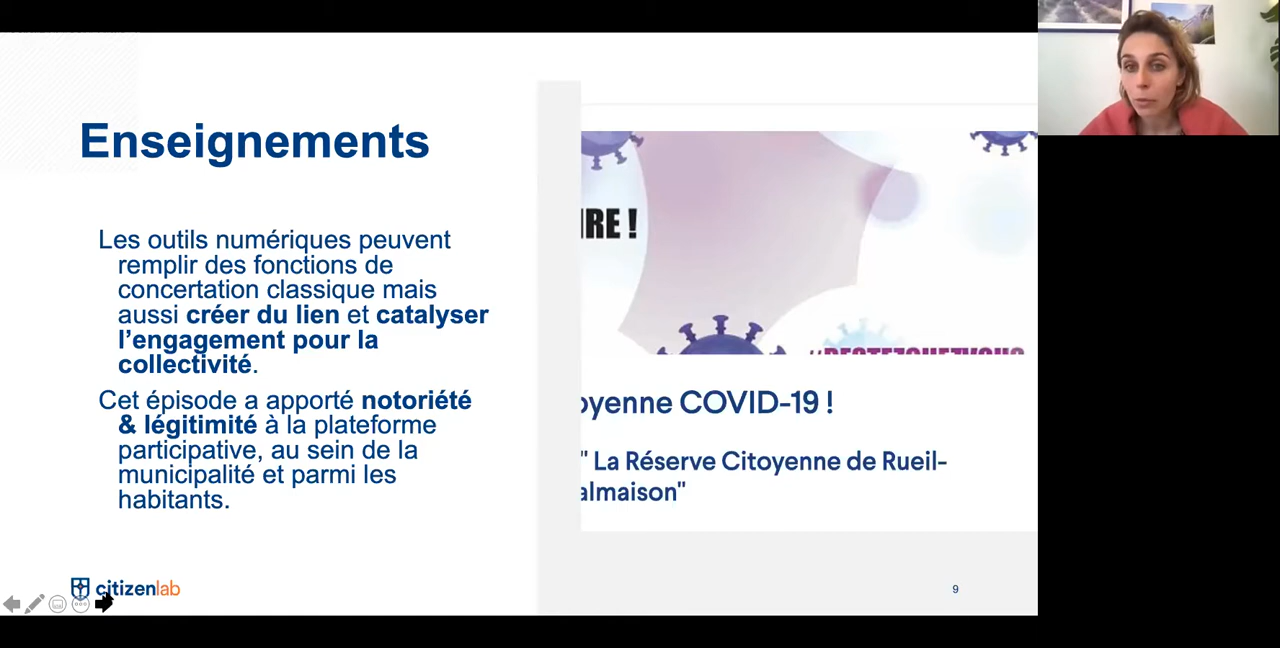 Enseignements
Les outils numériques peuvent
remplir des fonctions de
concertation classique mais
aussi créer du lien et catalyser
l’engagement pour la
collectivité.
Cet épisode a apporté notoriété
& légitimité à la plateforme
participative, au sein de la
municipalité et parmi les
habitants.
IRE !
#RESTEZCHEZVOUS
oyenne COVID-19 !
" La Réserve Citoyenne de Rueil-
almaison"
citizenlab
9